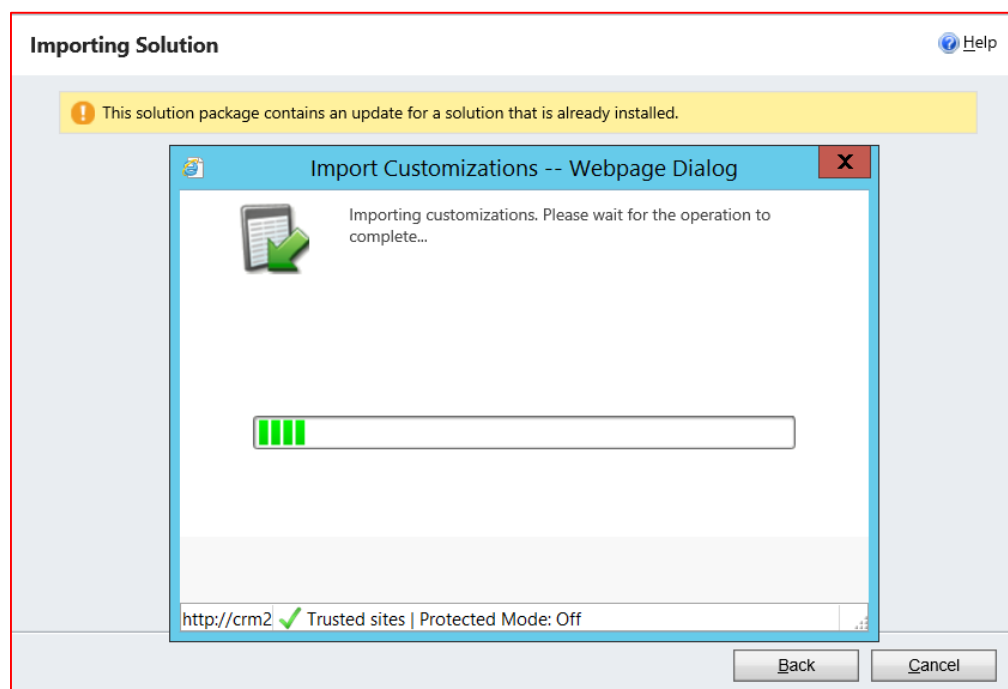 Importing Solution
Help
This solution package contains an update for a solution that is already installed.
Import Customizations -- Webpage Dialog
X
Importing customizations. Please wait for the operation to
complete...
http://crm2 Trusted sites | Protected Mode: Off
Back
Cancel